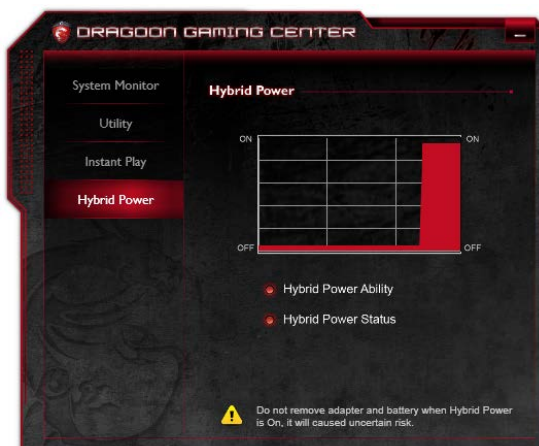 DRAGOON GAMING CENTER
System Monitor
Utility
Instant Play
Hybrid Power
Hybrid Power
ON
ON
OFF
OFF
Hybrid Power Ability
Hybrid Power Status
Do not remove adapter and battery when Hybrid Power
is On, it will caused uncertain risk.